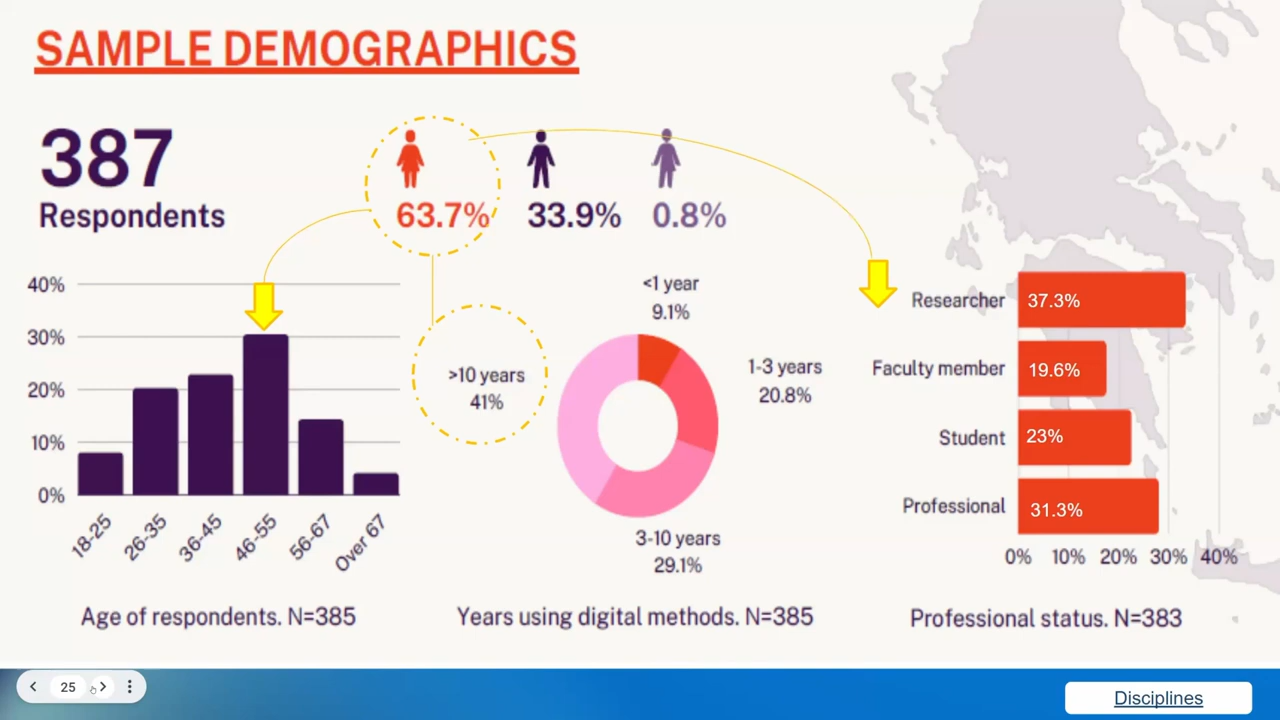 SAMPLE DEMOGRAPHICS
387
Respondents
63.7%
33.9%
0.8%
40%
30%
20%
10%
0%
18-25
26-35
36-45
46-55
56-67
Over 67
Age of respondents. N=385
<1 year
9.1%
1-3 years
20.8%
3-10 years
29.1%
>10 years
41%
Years using digital methods. N=385
Researcher
37.3%
Faculty member
19.6%
Student
23%
Professional
31.3%
0% 10% 20% 30% 40%
Professional status. N=383
25
Disciplines